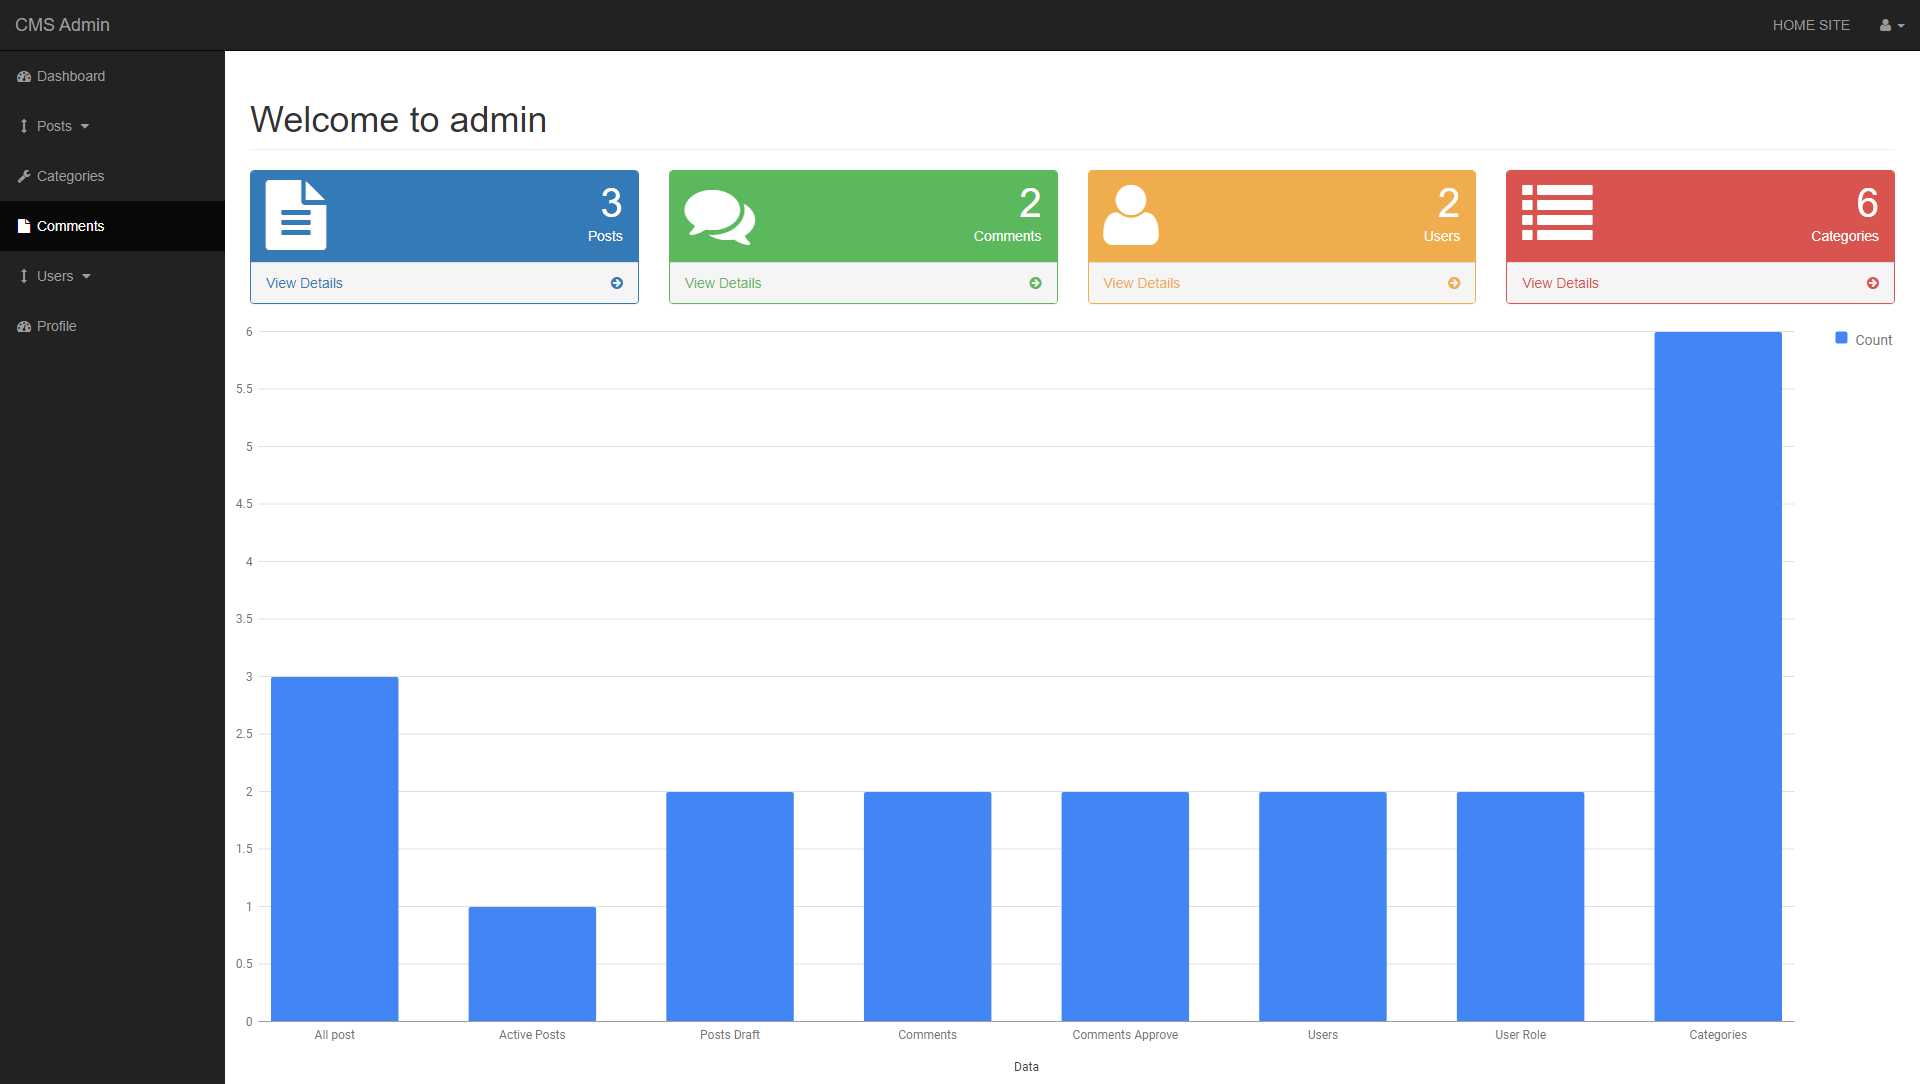 CMS Admin
HOME SITE
Dashboard
Posts
Categories
Comments
Users
Profile
Welcome to admin
3
Posts
View Details
2
Comments
View Details
2
Users
View Details
6
Categories
View Details
Count
6
5.5
5
4.5
4
3.5
3
2.5
2
1.5
1
0.5
0
All post
Active Posts
Posts Draft
Comments
Comments Approve
Users
User Role
Categories
Data